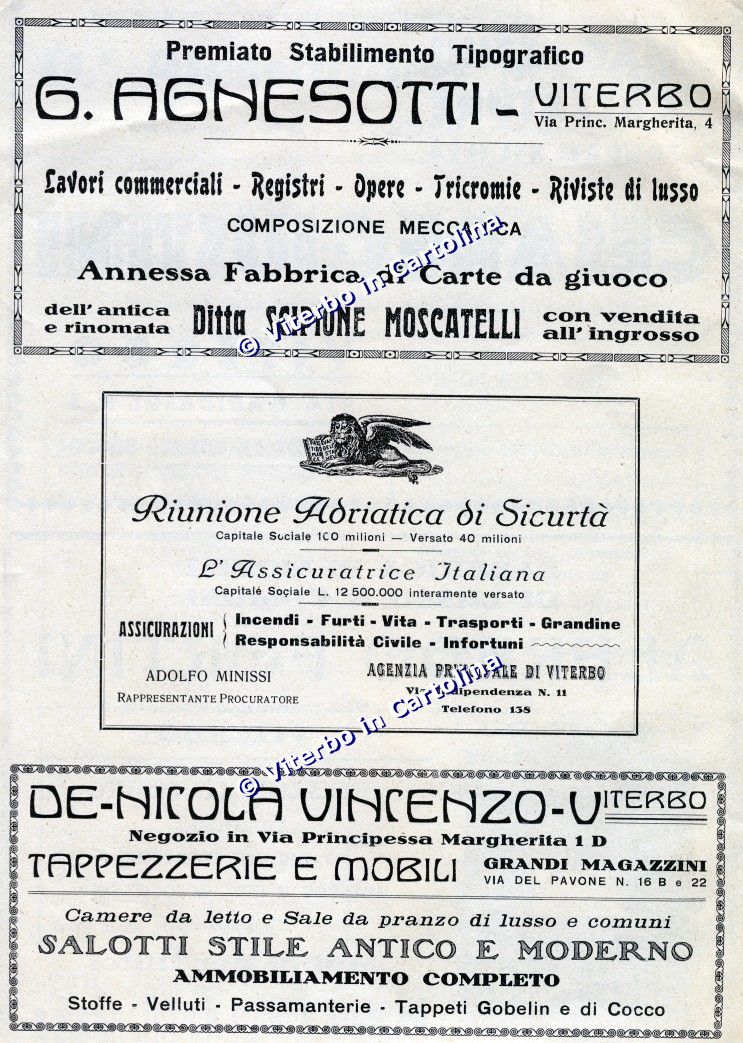 Premiato Stabilimento Tipografico
G. AGNESOTTI - VITERBO
Via Princ. Margherita, 4
Lavori commerciali - Registri - Opere - Tricromie - Riviste di lusso
COMPOSIZIONE MECCANICA
Annessa Fabbrica di Carte da giuoco
dell' antica e rinomata Ditta SCIPIONE MOSCATELLI con vendita all' ingrosso
© Viterbo in Cartolina
Riunione Adriatica di Sicurtà
Capitale Sociale 100 milioni — Versato 40 milioni
L' Assicuratrice Italiana
Capitale Sociale L. 12 500.000 interamente versato
ASSICURAZIONI { Incendi - Furti - Vita - Trasporti - Grandine
Responsabilità Civile - Infortuni
ADOLFO MINISSI
RAPPRESENTANTE PROCURATORE
AGENZIA PRINCIPALE DI VITERBO
Via Indipendenza N. 11
Telefono 138
© Viterbo in Cartolina
DE-NICOLA VINCENZO-VITERBO
Negozio in Via Principessa Margherita 1 D
TAPPEZZERIE E MOBILI
GRANDI MAGAZZINI
VIA DEL PAVONE N. 16 B e 22
Camere da letto e Sale da pranzo di lusso e comuni
SALOTTI STILE ANTICO E MODERNO
AMMOBILIAMENTO COMPLETO
Stoffe - Velluti - Passamanterie - Tappeti Gobelin e di Cocco